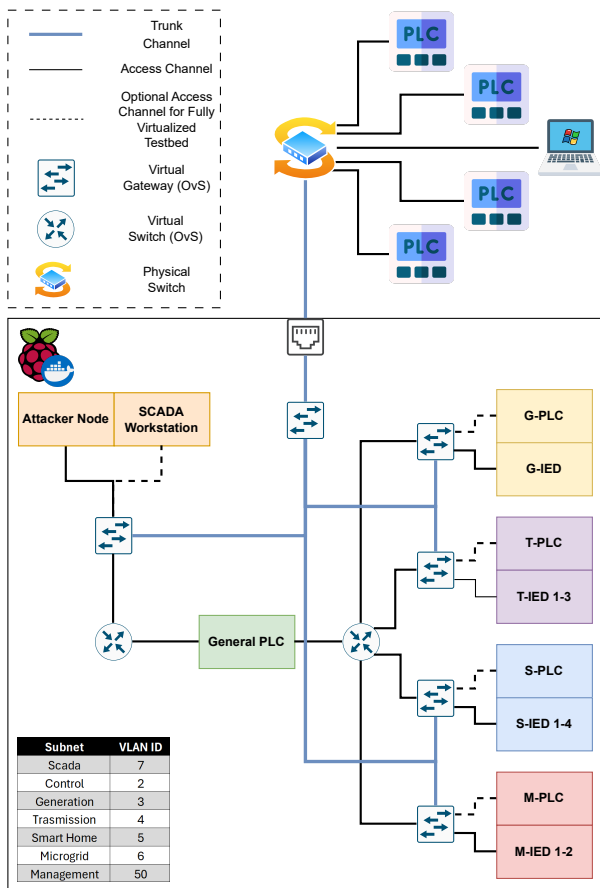 Trunk
Channel
Access Channel
Optional Access
Channel for Fully
Virtualized
Testbed
Virtual
Gateway (OvS)
Virtual
Switch (OvS)
Physical
Switch
PLC
PLC
PLC
PLC
Attacker Node
SCADA
Workstation
G-PLC
G-IED
T-PLC
T-IED 1-3
General PLC
S-PLC
S-IED 1-4
M-PLC
M-IED 1-2
Subnet VLAN ID
Scada 7
Control 2
Generation 3
Trasmission 4
Smart Home 5
Microgrid 6
Management 50